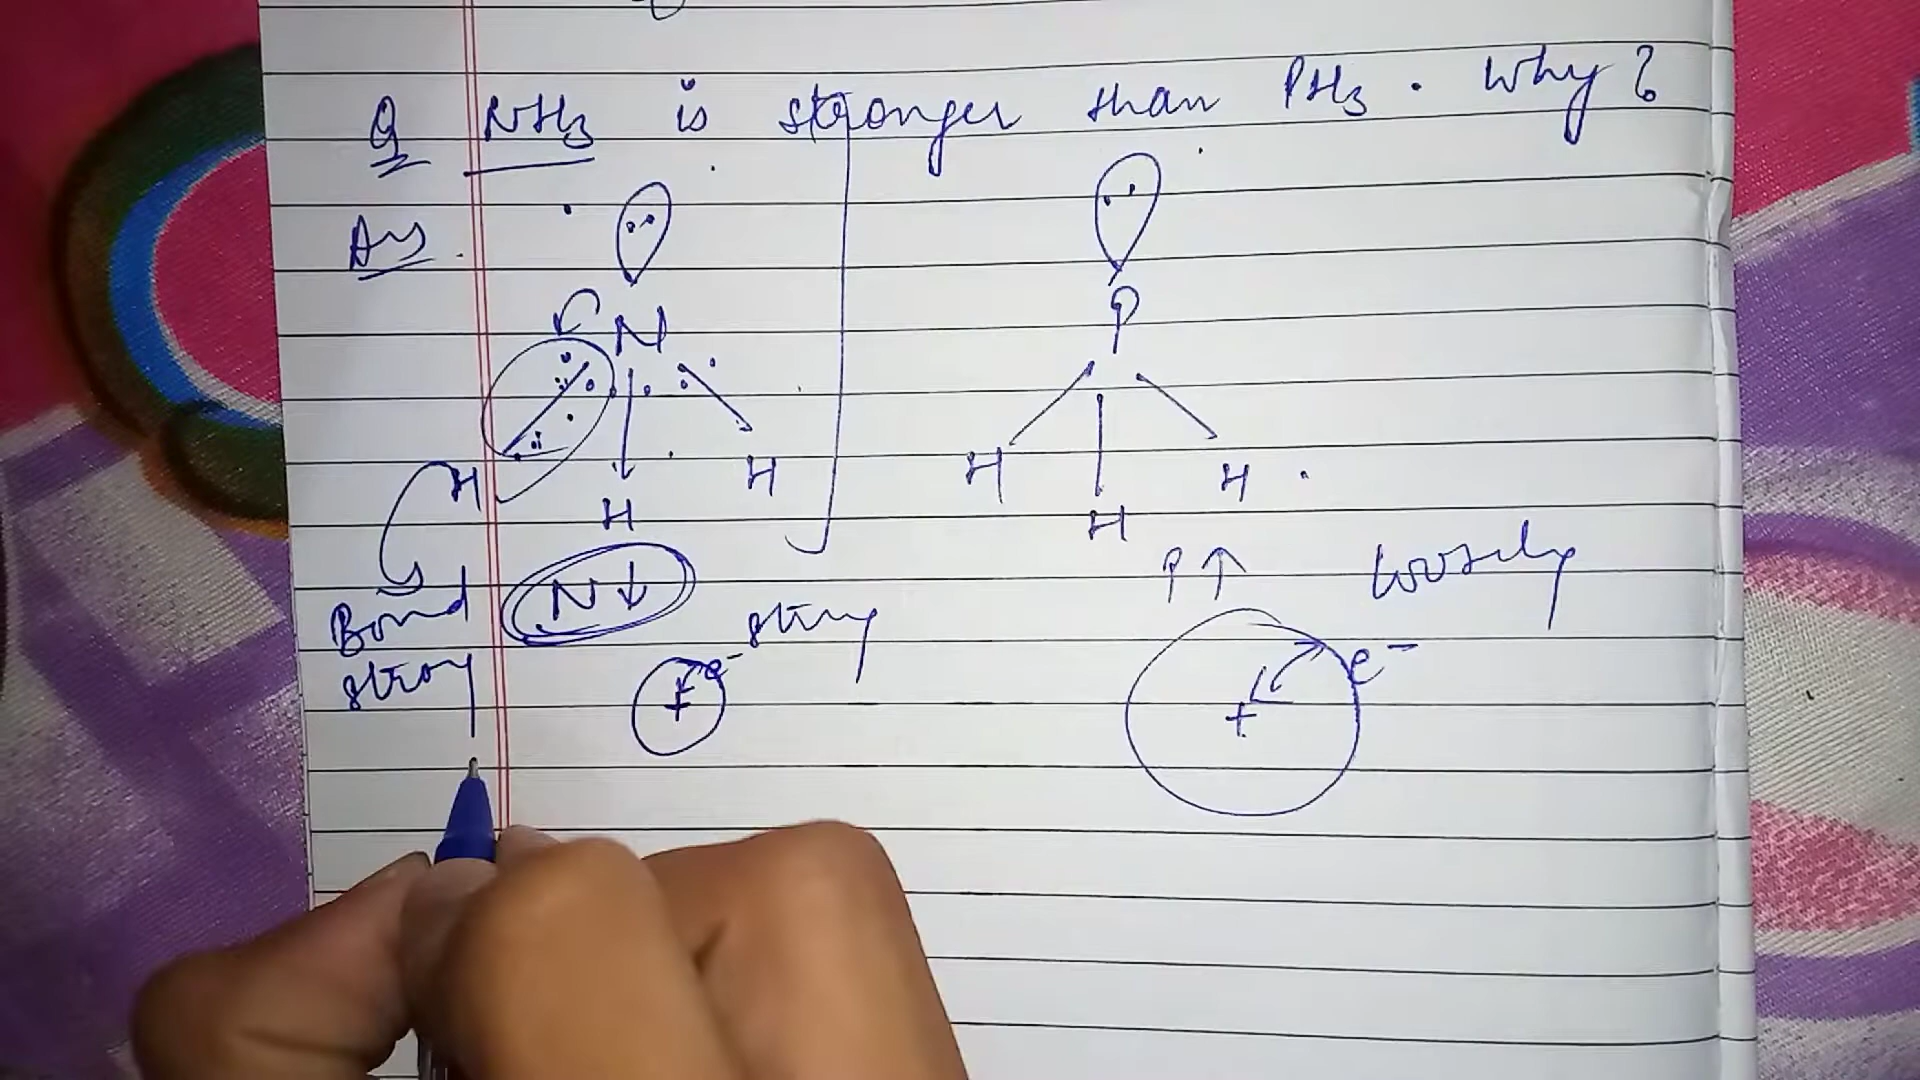 Q NH3 is stronger than PH3. Why?
Ans.
N
P
H
H
H
H
H
H
N↓
P↑
loosely
Bond
strong
strong
+
e-
+
e-